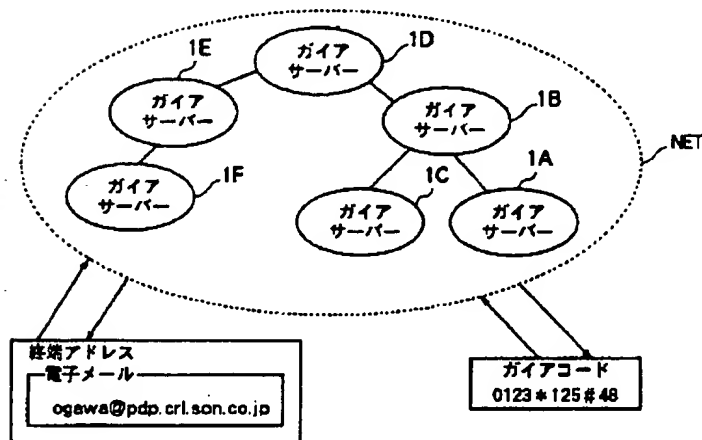 1D
ガイア
サーバー
1E
ガイア
サーバー
1B
ガイア
サーバー
NET
1F
ガイア
サーバー
1C
ガイア
サーバー
1A
ガイア
サーバー
終端アドレス
電子メール
ogawa@pdp.crl.son.co.jp
ガイアコード
0123*125#48